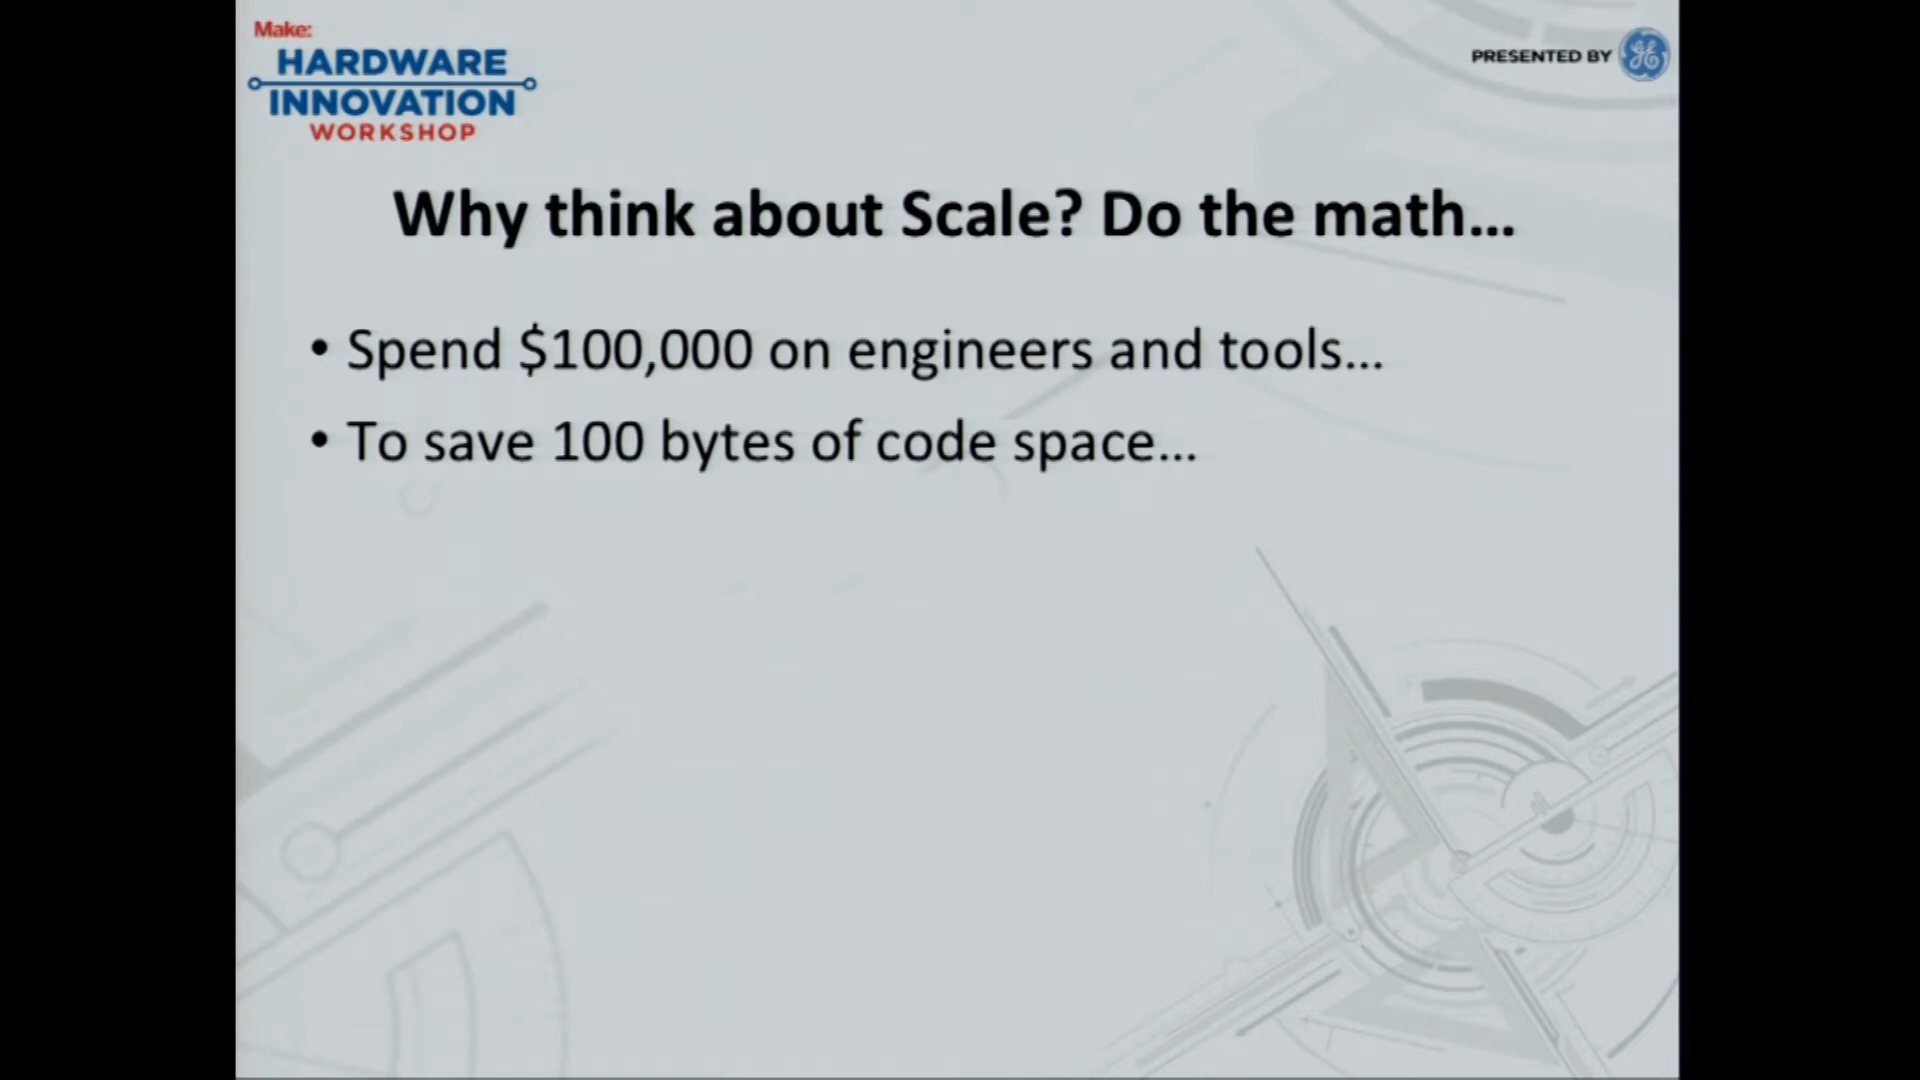 Make:
HARDWARE
INNOVATION
WORKSHOP
PRESENTED BY
GE
Why think about Scale? Do the math…
• Spend $100,000 on engineers and tools…
• To save 100 bytes of code space…